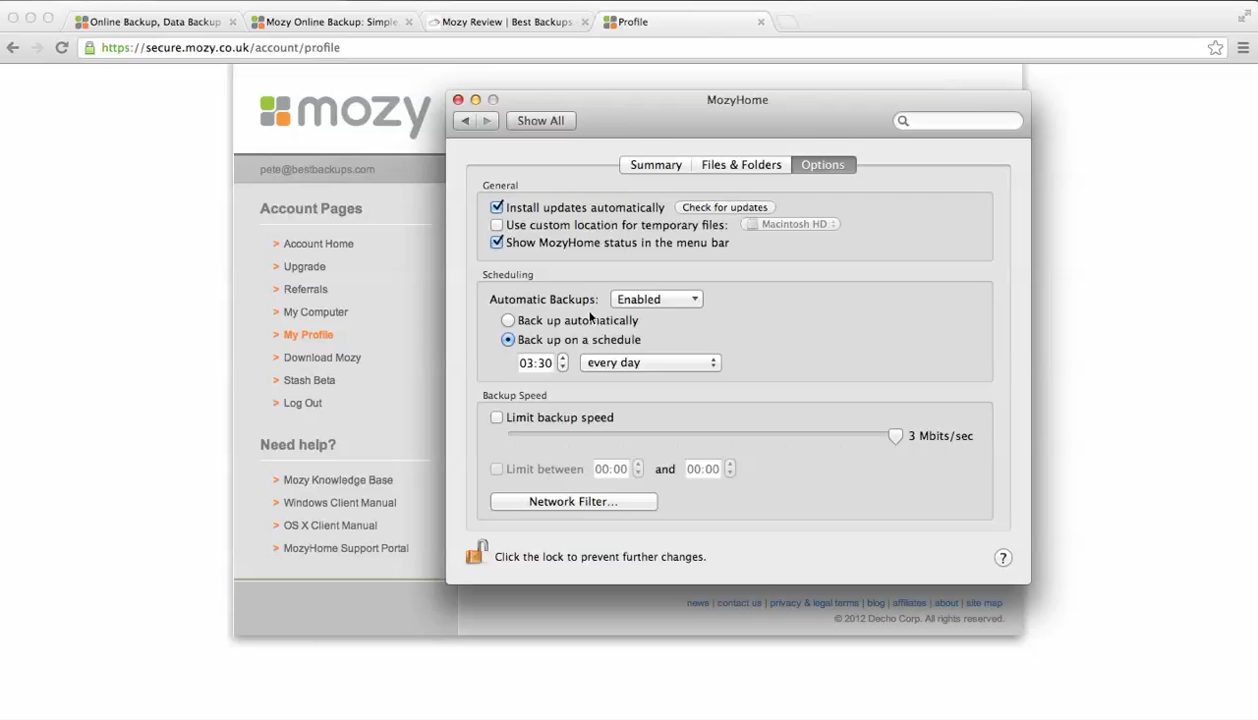 Online Backup, Data Backup
Mozy Online Backup: Simple,
Mozy Review | Best Backups.
Profile
https://secure.mozy.co.uk/account/profile
mozy
pete@bestbackups.com
Account Pages
> Account Home
> Upgrade
> Referrals
> My Computer
> My Profile
> Download Mozy
> Stash Beta
> Log Out
Need help?
> Mozy Knowledge Base
> Windows Client Manual
> OS X Client Manual
> MozyHome Support Portal
MozyHome
Show All
Summary Files & Folders Options
General
Install updates automatically Check for updates
Use custom location for temporary files: Macintosh HD
Show MozyHome status in the menu bar
Scheduling
Automatic Backups: Enabled
Back up automatically
Back up on a schedule
03:30 every day
Backup Speed
Limit backup speed
3 Mbits/sec
Limit between 00:00 and 00:00
Network Filter...
Click the lock to prevent further changes. ?
news | contact us | privacy & legal terms | blog | affiliates | about | site map
© 2012 Decho Corp. All rights reserved.